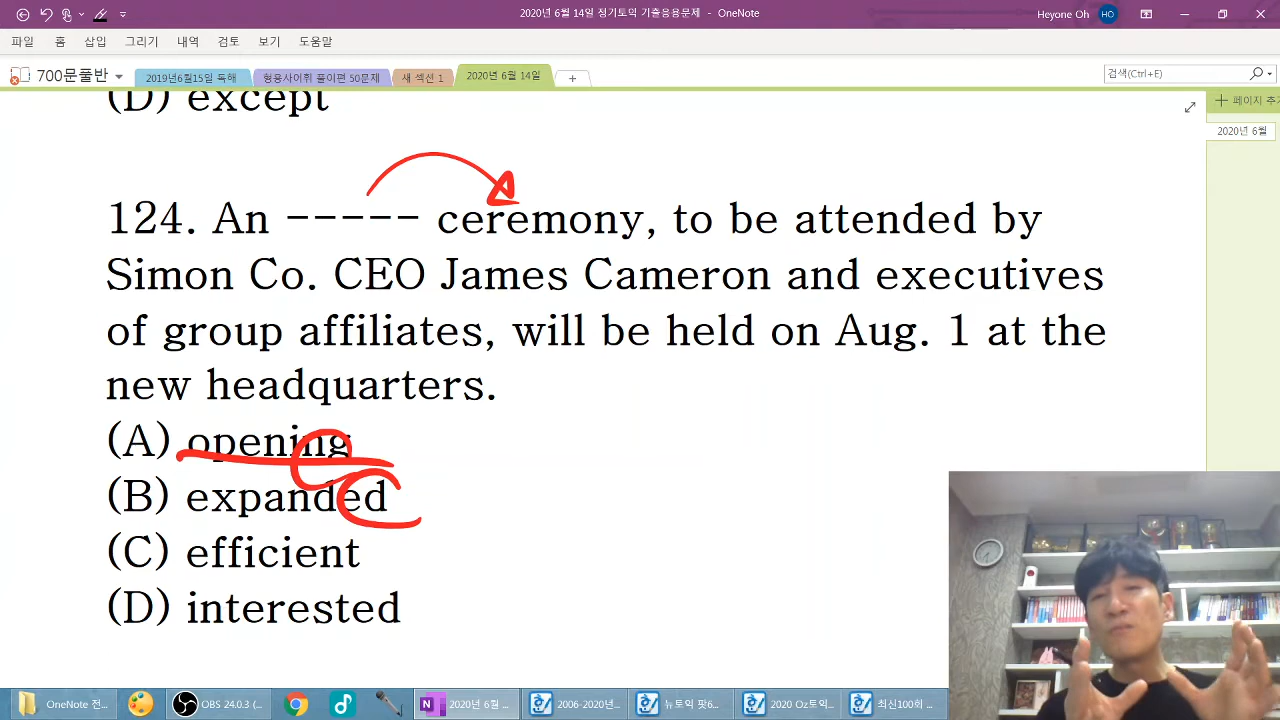 2020년 6월 14일 정기토익 기출응용문제 - OneNote
Heyone Oh
HO
파일 홈 삽입 그리기 내역 검토 보기 도움말
700문풀반
2019년6월15일 독해
형용사어휘 풀이편 50문제
새 섹션 1
2020년 6월 14일
+
검색(Ctrl+E)
페이지 추
2020년 6월
(D) except
124. An ----- ceremony, to be attended by
Simon Co. CEO James Cameron and executives
of group affiliates, will be held on Aug. 1 at the
new headquarters.
(A) opening
(B) expanded
(C) efficient
(D) interested
OneNote 전...
OBS 24.0.3 (...
2020년 6월 ...
2006-2020년...
뉴토익 팟6...
2020 Oz토익...
최신100회 ...